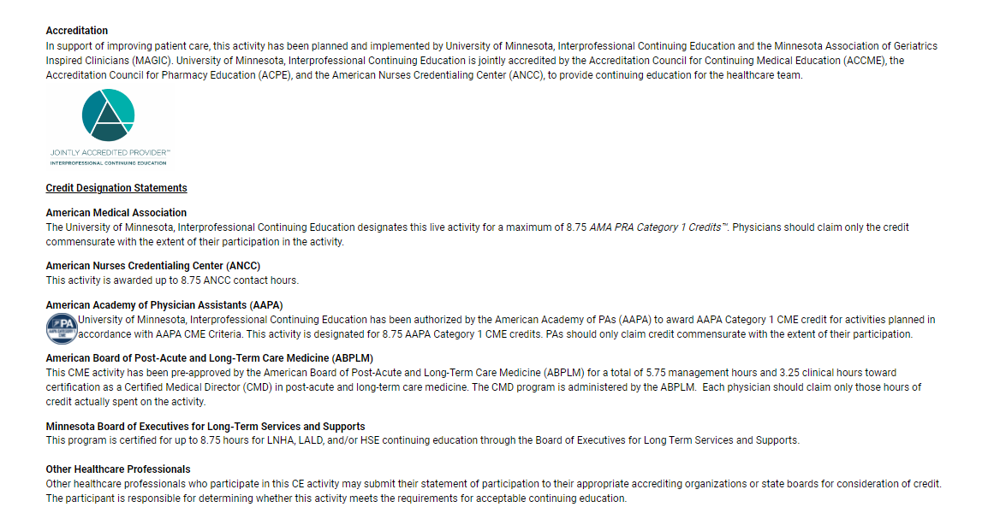 Accreditation
In support of improving patient care, this activity has been planned and implemented by University of Minnesota, Interprofessional Continuing Education and the Minnesota Association of Geriatrics
Inspired Clinicians (MAGIC). University of Minnesota, Interprofessional Continuing Education is jointly accredited by the Accreditation Council for Continuing Medical Education (ACCME), the
Accreditation Council for Pharmacy Education (ACPE), and the American Nurses Credentialing Center (ANCC), to provide continuing education for the healthcare team.
JOINTLY ACCREDITED PROVIDER™
INTERPROFESSIONAL CONTINUING EDUCATION
Credit Designation Statements
American Medical Association
The University of Minnesota, Interprofessional Continuing Education designates this live activity for a maximum of 8.75 AMA PRA Category 1 Credits™. Physicians should claim only the credit
commensurate with the extent of their participation in the activity.
American Nurses Credentialing Center (ANCC)
This activity is awarded up to 8.75 ANCC contact hours.
American Academy of Physician Assistants (AAPA)
PA
University of Minnesota, Interprofessional Continuing Education has been authorized by the American Academy of PAs (AAPA) to award AAPA Category 1 CME credit for activities planned in
accordance with AAPA CME Criteria. This activity is designated for 8.75 AAPA Category 1 CME credits. PAs should only claim credit commensurate with the extent of their participation.
American Board of Post-Acute and Long-Term Care Medicine (ABPLM)
This CME activity has been pre-approved by the American Board of Post-Acute and Long-Term Care Medicine (ABPLM) for a total of 5.75 management hours and 3.25 clinical hours toward
certification as a Certified Medical Director (CMD) in post-acute and long-term care medicine. The CMD program is administered by the ABPLM. Each physician should claim only those hours of
credit actually spent on the activity.
Minnesota Board of Executives for Long-Term Services and Supports
This program is certified for up to 8.75 hours for LNHA, LALD, and/or HSE continuing education through the Board of Executives for Long Term Services and Supports.
Other Healthcare Professionals
Other healthcare professionals who participate in this CE activity may submit their statement of participation to their appropriate accrediting organizations or state boards for consideration of credit.
The participant is responsible for determining whether this activity meets the requirements for acceptable continuing education.